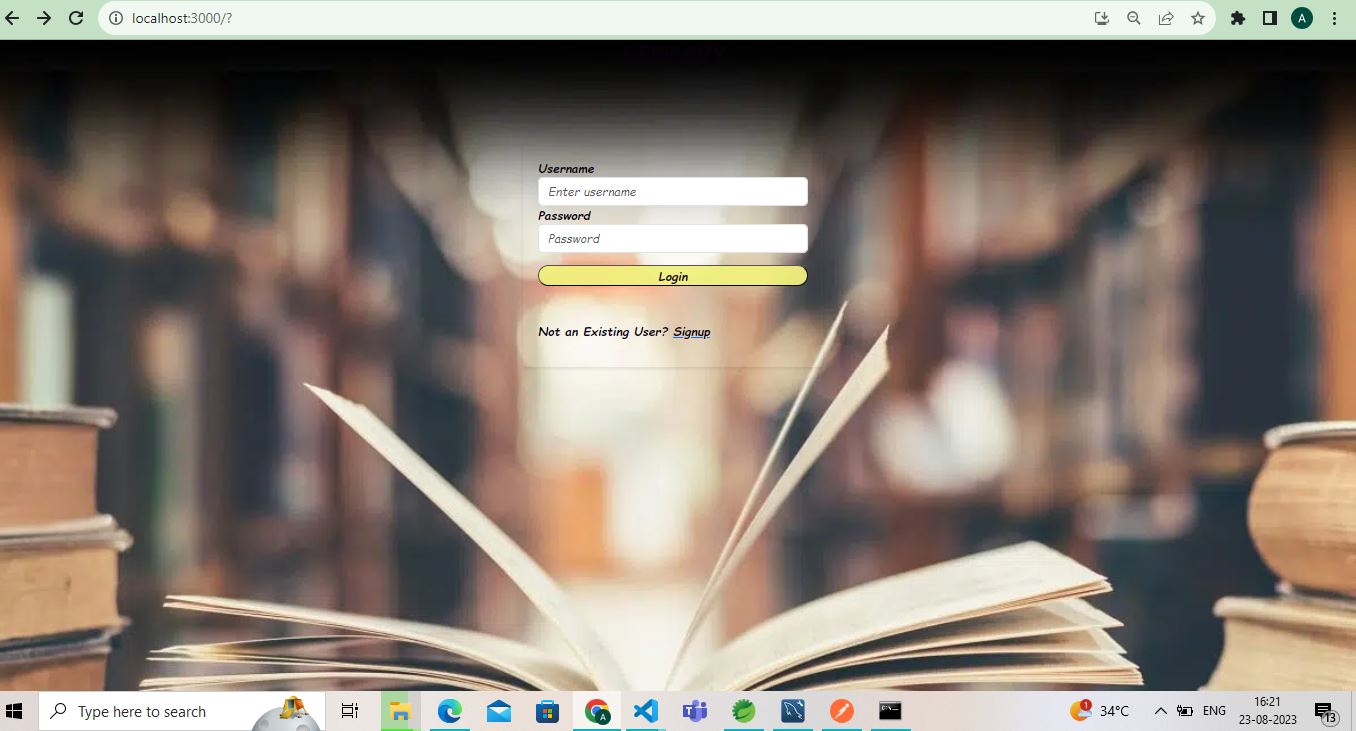 localhost:3000/?
A
Username
Enter username
Password
Password
Login
Not an Existing User? Signup
Type here to search
A
1
34°C
ENG
16:21
23-08-2023
13